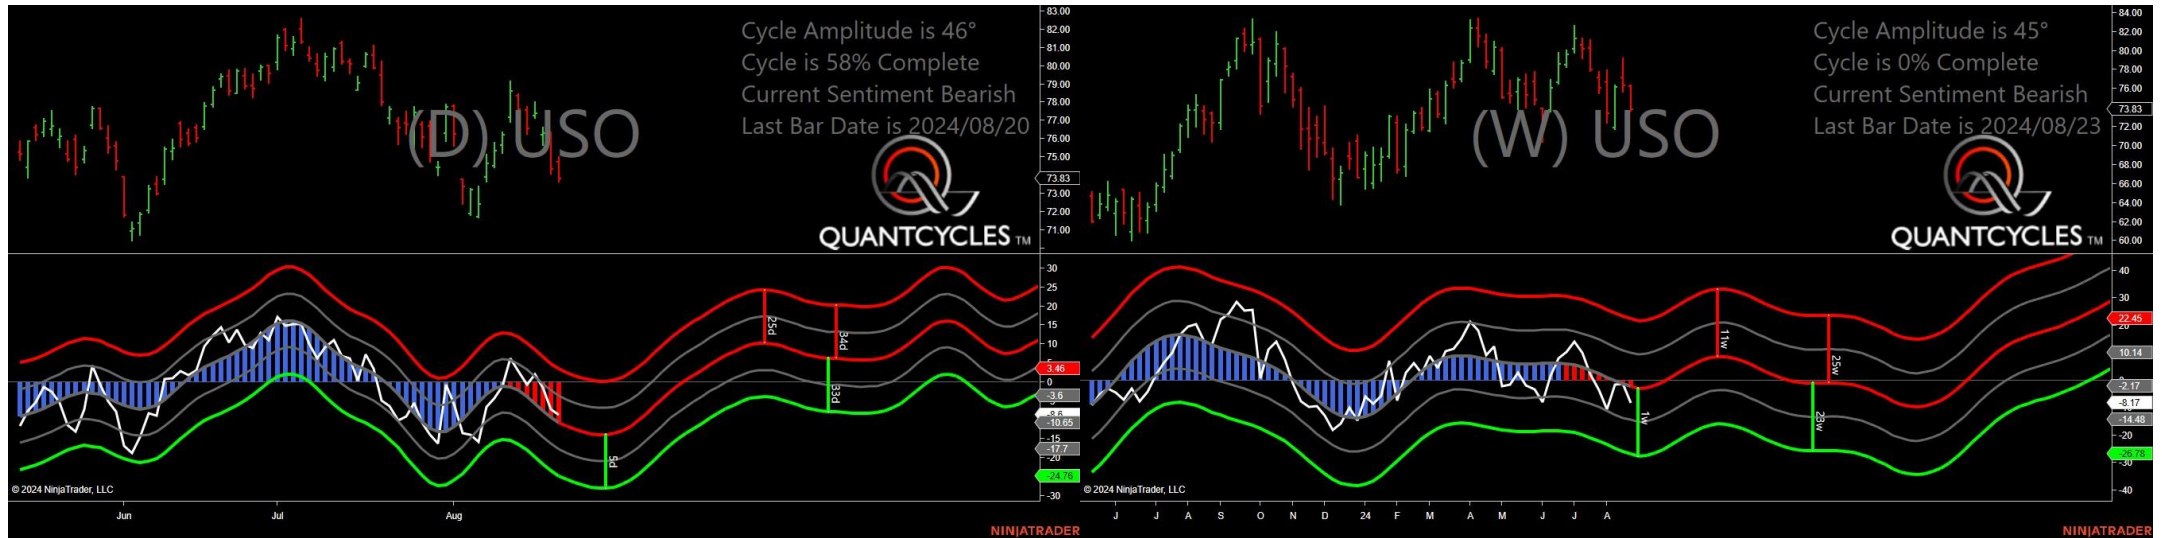 Cycle Amplitude is 46°
Cycle is 58% Complete
Current Sentiment Bearish
Last Bar Date is 2024/08/20
(D) USO
QUANTCYCLES TM
83.00
82.00
81.00
80.00
79.00
78.00
77.00
76.00
75.00
73.83
73.00
72.00
71.00
30
25
20
15
10
3.46
0
-3.6
-8.6
-10.65
-15
-17.7
-20
-24.76
-30
25d
34d
33d
5d
© 2024 NinjaTrader, LLC
Jun Jul Aug
NINJATRADER
Cycle Amplitude is 45°
Cycle is 0% Complete
Current Sentiment Bearish
Last Bar Date is 2024/08/23
(W) USO
QUANTCYCLES TM
84.00
82.00
80.00
78.00
76.00
73.83
72.00
70.00
68.00
66.00
64.00
62.00
60.00
40
30
22.45
20
10.14
-2.17
-8.17
-14.48
-20
-26.78
-30
-40
11w
25w
1w
23w
© 2024 NinjaTrader, LLC
J J A S O N D 24 F M A M J J A
NINJATRADER